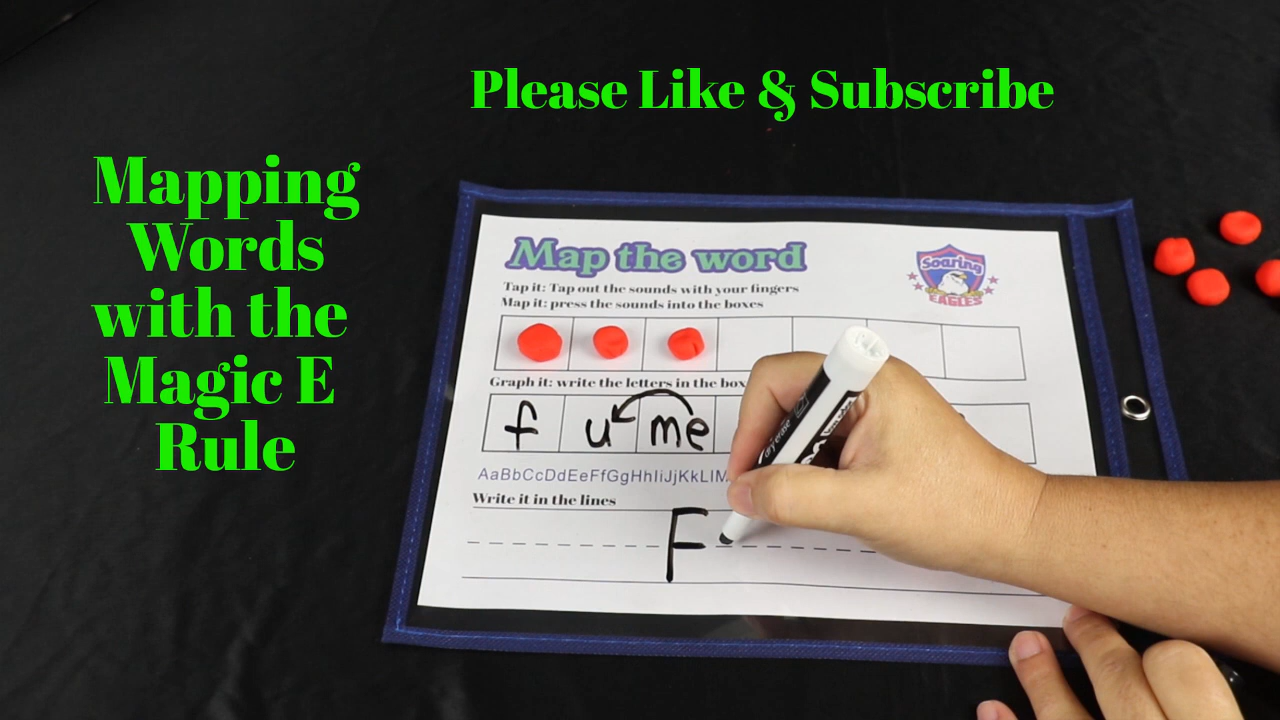 Please Like & Subscribe
Mapping
Words
with the
Magic E
Rule
Map the word
Soaring
EAGLES
Tap it: Tap out the sounds with your fingers
Map it: press the sounds into the boxes
Graph it: write the letters in the box
f u me
AaBbCcDdEeFfGgHhIiJjKkLlM
Write it in the lines
F
dry erase